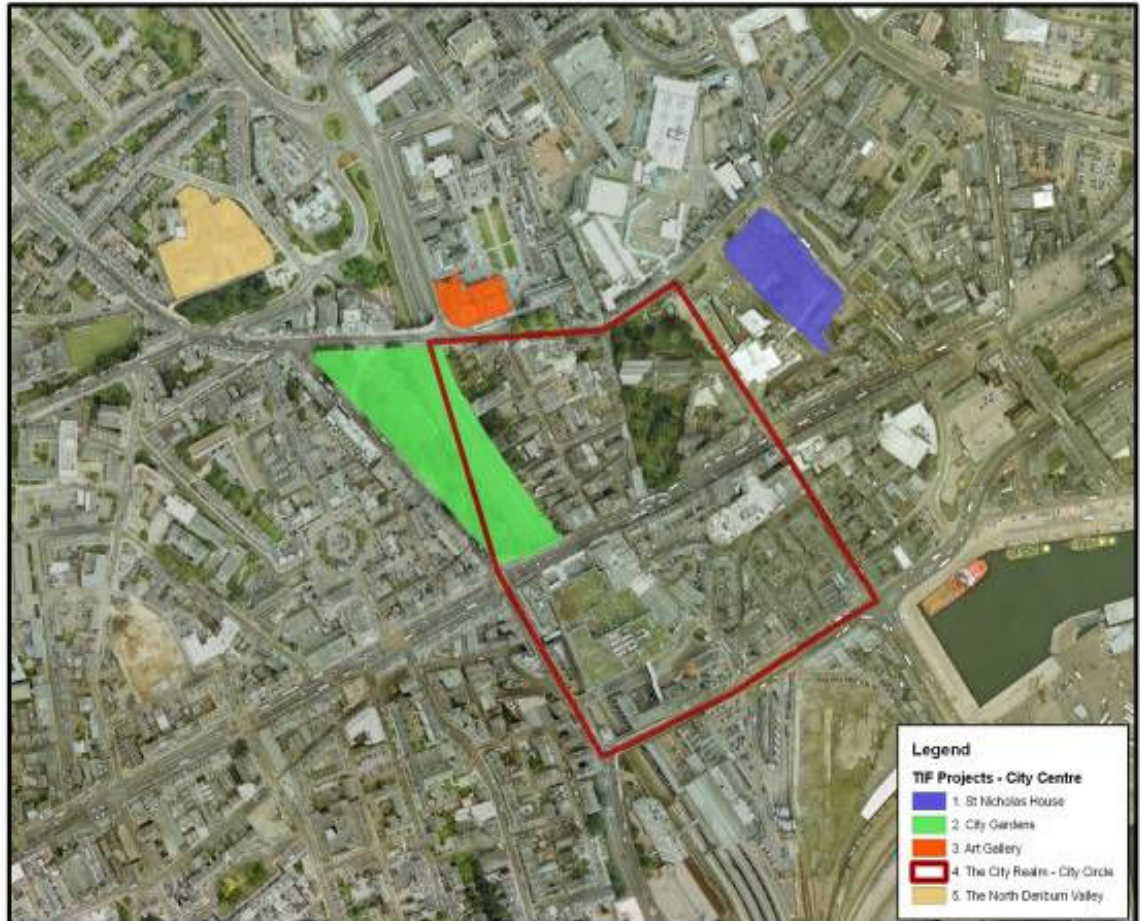 Legend
TIF Projects - City Centre
1. St Nicholas House
2. City Gardens
3. Art Gallery
4. The City Realm - City Circle
5. The North Denburn Valley